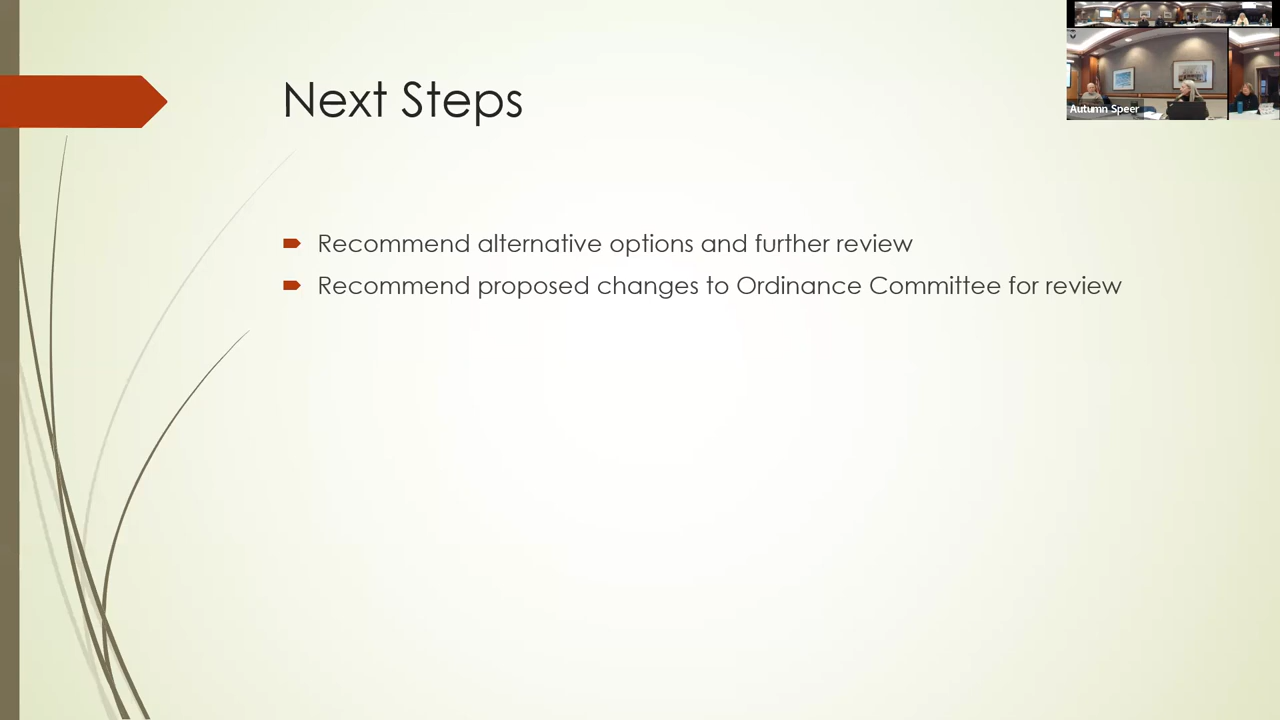 Next Steps
Autumn Speer
Recommend alternative options and further review
Recommend proposed changes to Ordinance Committee for review